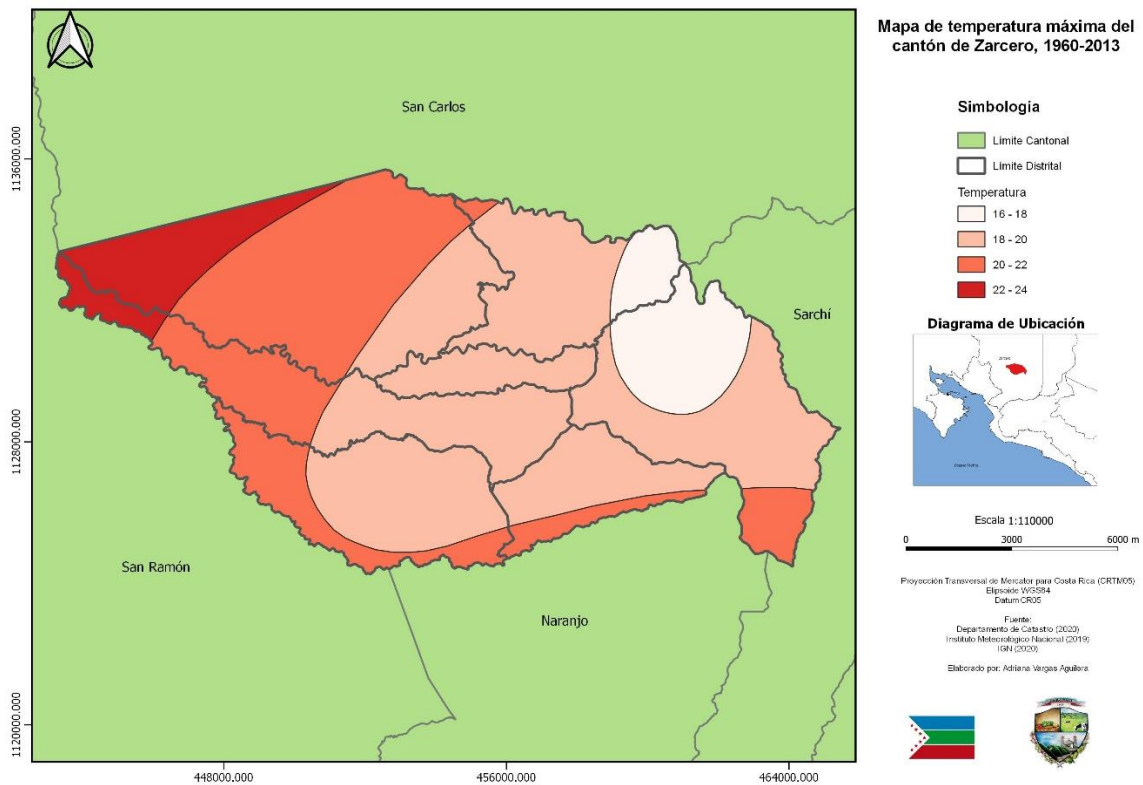 Mapa de temperatura máxima del
cantón de Zarcero, 1960-2013
Simbología
Límite Cantonal
Límite Distrital
Temperatura
16 - 18
18 - 20
20 - 22
22 - 24
Diagrama de Ubicación
Escala 1:110000
0 3000 6000 m
Proyección Transversal de Mercator para Costa Rica (CRTM05)
Elipsoide WGS84
Datum CR05
Fuente:
Departamento de Catastro (2020)
Instituto Meteorológico Nacional (2019)
IGN (2020)
Elaborado por: Adriana Vargas Aguilera
San Carlos
Sarchí
San Ramón
Naranjo
1136000.000
1128000.000
1120000.000
448000.000
456000.000
464000.000